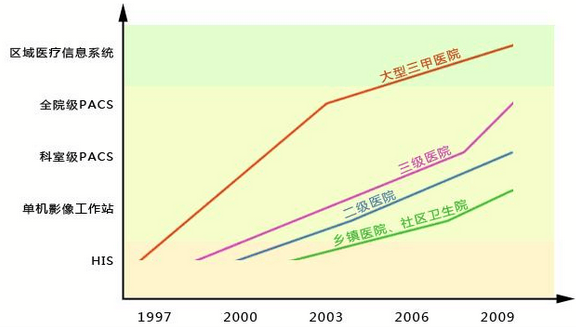 区域医疗信息系统
大型三甲医院
全院级PACS
科室级PACS
三级医院
单机影像工作站
二级医院
乡镇医院、社区卫生院
HIS
1997 2000 2003 2006 2009